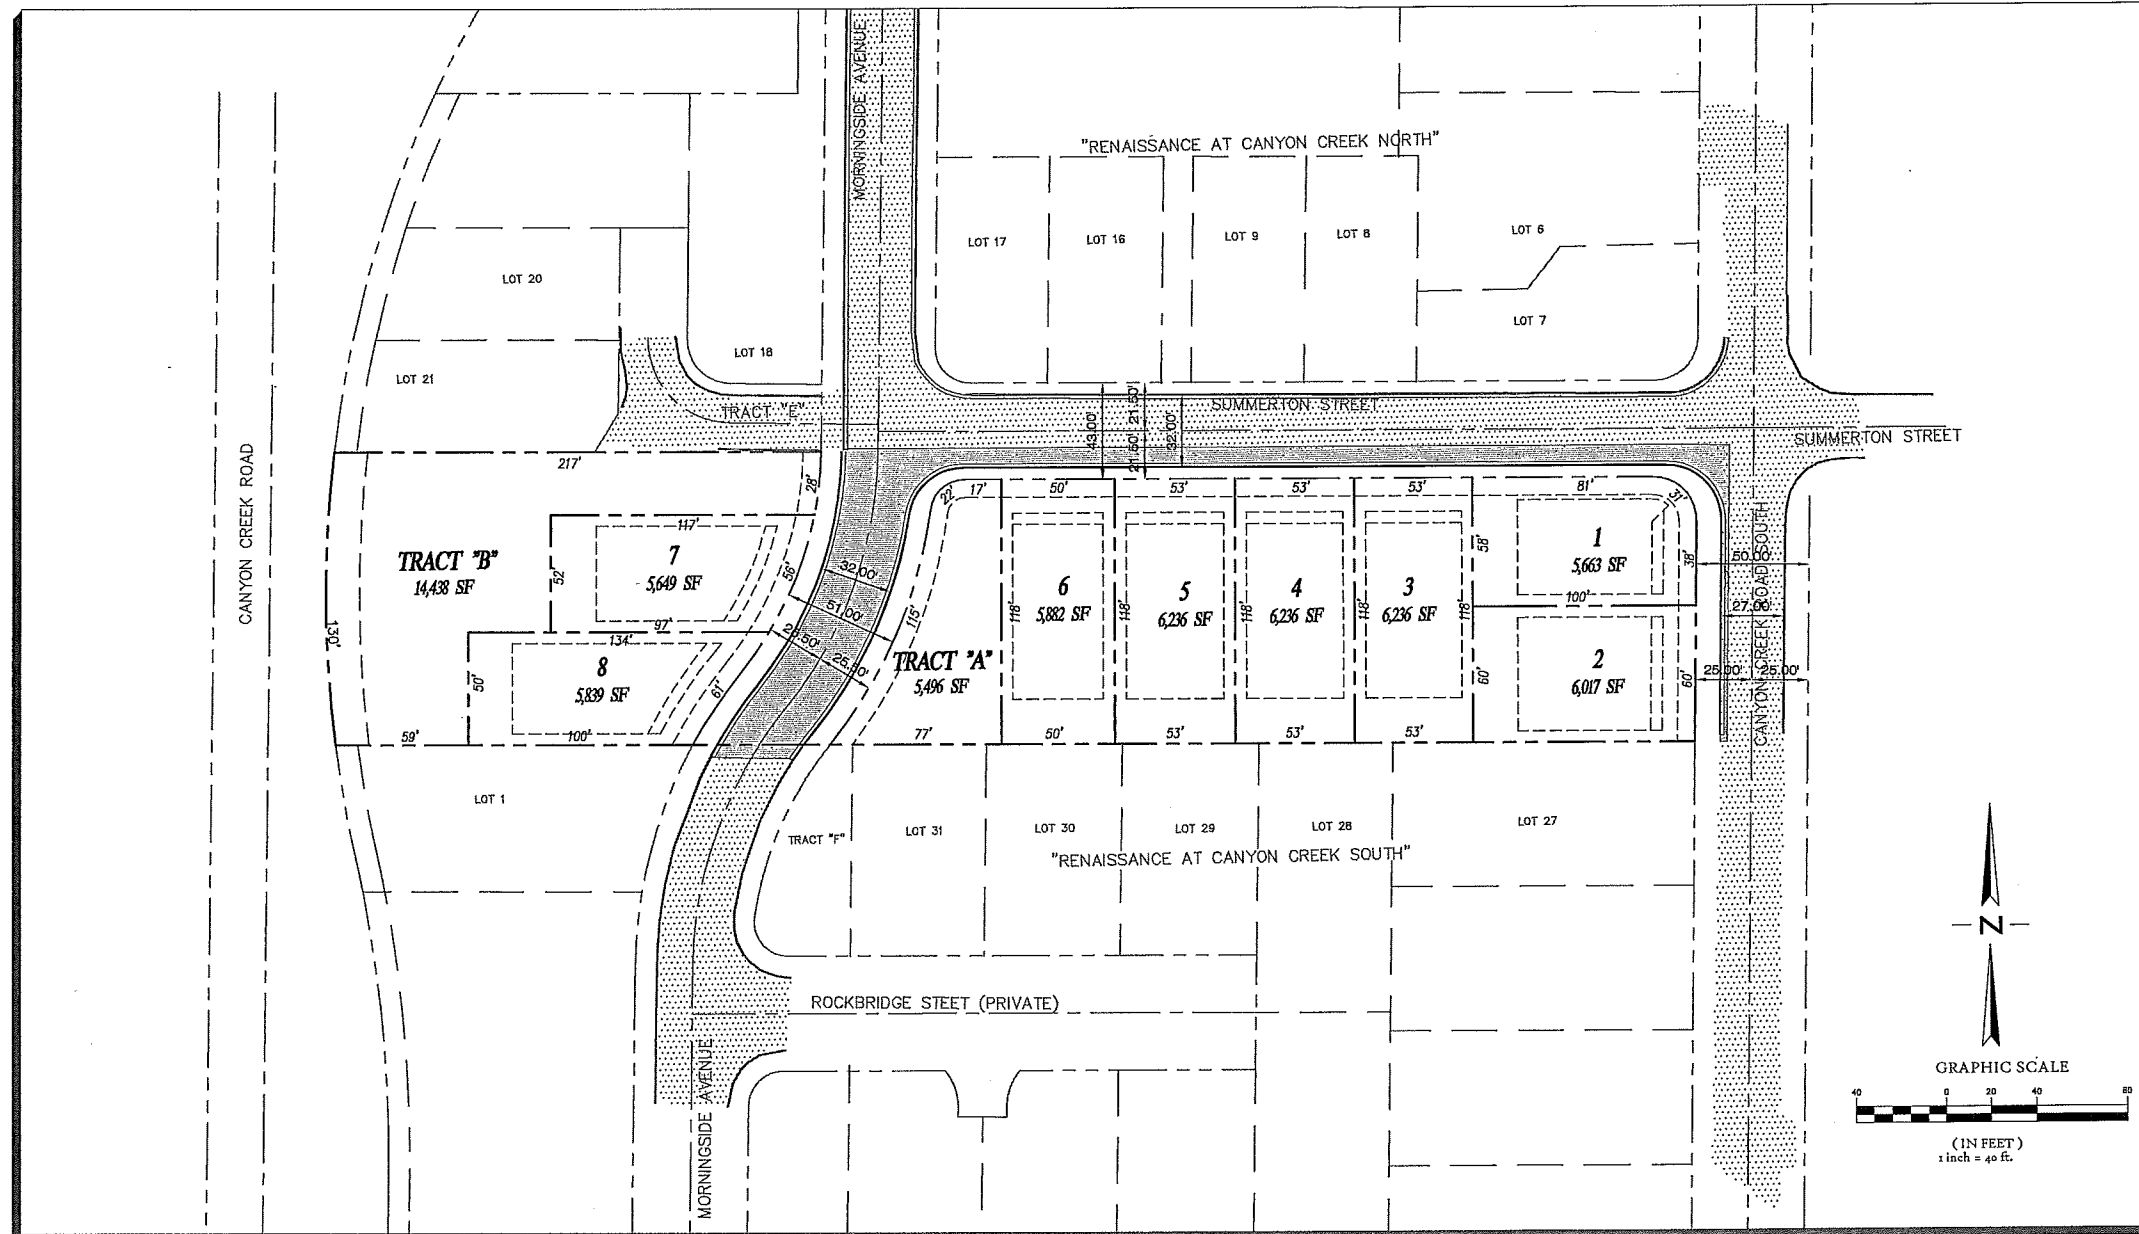 MORNINGSIDE AVENUE
"RENAISSANCE AT CANYON CREEK NORTH"
LOT 17
LOT 16
LOT 9
LOT 8
LOT 6
LOT 7
LOT 20
LOT 18
LOT 21
TRACT "E"
SUMMERTON STREET
43.00'
21.50'
21.50'
32.00'
SUMMERTON STREET
CANYON CREEK ROAD
217'
28'
22'
17'
50'
53'
53'
53'
81'
31'
TRACT "B"
14,438 SF
117'
7
5,649 SF
52'
56'
97'
130'
32.00'
51.00'
25.50'
115'
TRACT "A"
5,496 SF
6
5,882 SF
118'
5
6,236 SF
118'
4
6,236 SF
118'
3
6,236 SF
118'
118'
58'
1
5,663 SF
100'
38'
50.00'
27.00'
CANYON CREEK ROAD SOUTH
2
6,017 SF
60'
60'
25.00'
25.00'
134'
8
5,839 SF
50'
61'
59'
100'
77'
50'
53'
53'
53'
LOT 1
TRACT "F"
LOT 31
LOT 30
LOT 29
LOT 28
LOT 27
"RENAISSANCE AT CANYON CREEK SOUTH"
ROCKBRIDGE STEET (PRIVATE)
MORNINGSIDE AVENUE
N
GRAPHIC SCALE
40 0 20 40 80
(IN FEET)
1 inch = 40 ft.